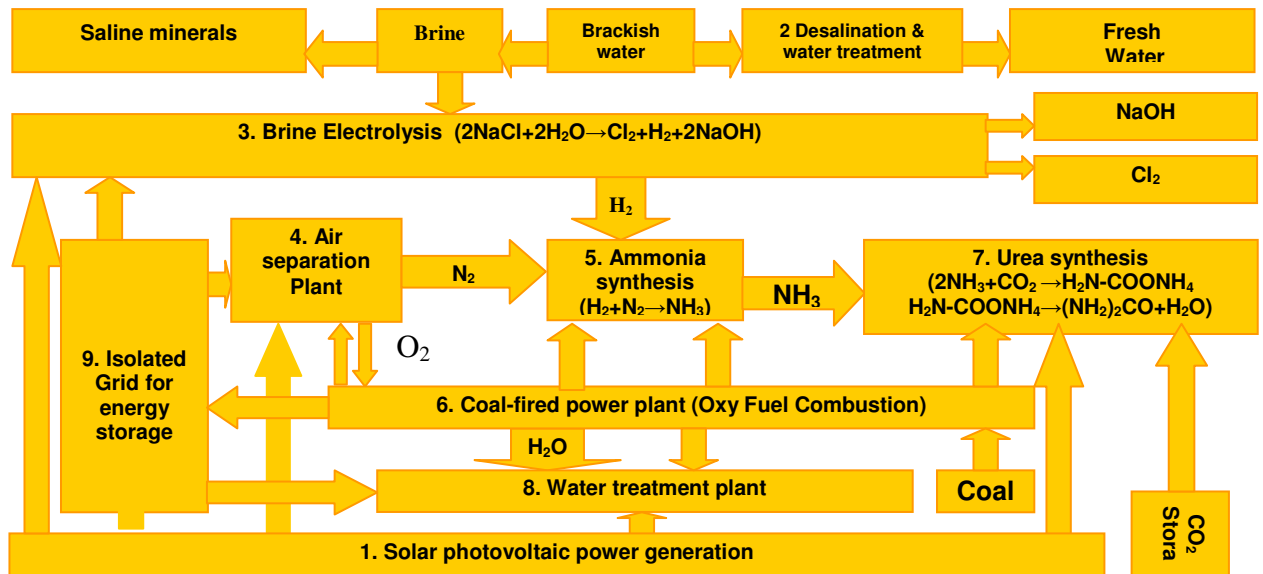 Saline minerals
Brine
Brackish
water
2 Desalination &
water treatment
Fresh
Water
3. Brine Electrolysis (2NaCl+2H₂O→Cl₂+H₂+2NaOH)
NaOH
Cl₂
H₂
4. Air
separation
Plant
N₂
5. Ammonia
synthesis
(H₂+N₂→NH₃)
NH₃
7. Urea synthesis
(2NH₃+CO₂→H₂N-COONH₄
H₂N-COONH₄→(NH₂)₂CO+H₂O)
O₂
9. Isolated
Grid for
energy
storage
6. Coal-fired power plant (Oxy Fuel Combustion)
H₂O
8. Water treatment plant
Coal
CO₂
Stora
1. Solar photovoltaic power generation